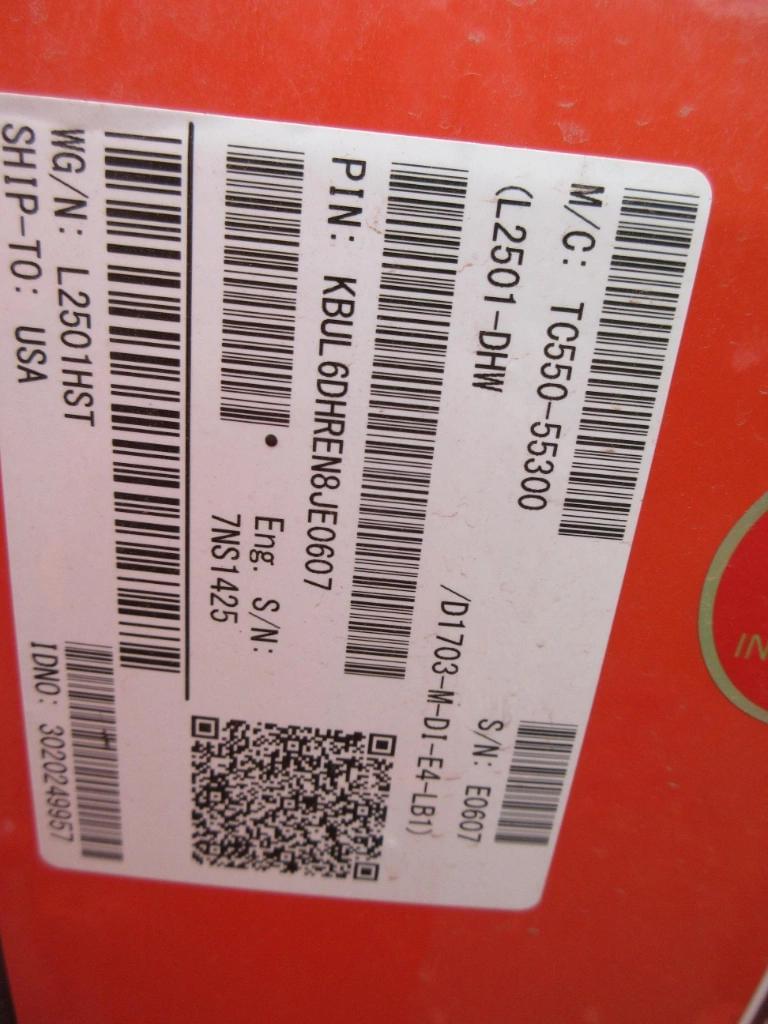 M/C: TC550-55300
S/N: E0607
(L2501-DHW
/D1703-M-DI-E4-LB1)
PIN: KBUL6DHREN8JE0607
Eng. S/N:
7NS1425
WG/N: L2501HST
SHIP-TO: USA
IDNO: 3020249957
IN